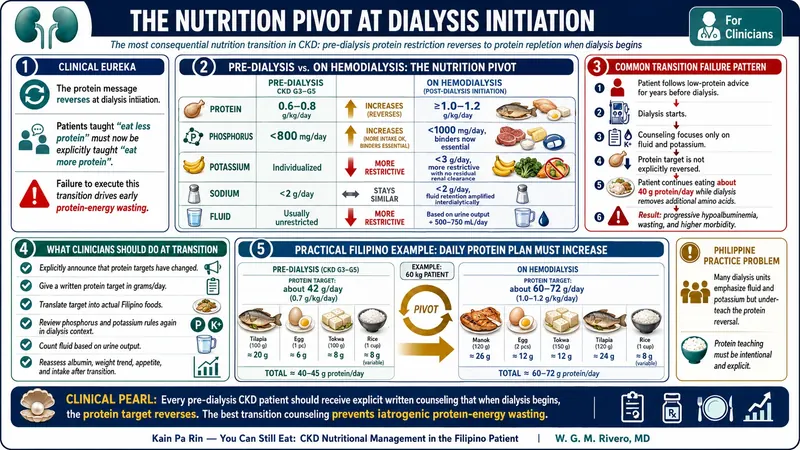 THE NUTRITION PIVOT AT DIALYSIS INITIATION
The most consequential nutrition transition in CKD: pre-dialysis protein restriction reverses to protein repletion when dialysis begins
For
Clinicians
1 CLINICAL EUREKA
The protein message
reverses at dialysis initiation.
Patients taught “eat less
protein” must now be
explicitly taught “eat
more protein”.
Failure to execute this
transition drives early
protein-energy wasting.
2 PRE-DIALYSIS vs. ON HEMODIALYSIS: THE NUTRITION PIVOT
PRE-DIALYSIS
CKD G3–G5
ON HEMODIALYSIS
(POST-DIALYSIS INITIATION)
PROTEIN
0.6–0.8
g/kg/day
INCREASES
(REVERSES)
≥1.0–1.2
g/kg/day
P
PHOSPHORUS
<800 mg/day
INCREASES
(MORE INTAKE OK,
BINDERS ESSENTIAL)
<1000 mg/day,
binders now
essential
POTASSIUM
Individualized
MORE
RESTRICTIVE
<3 g/day,
more restrictive
with no residual
renal clearance
SODIUM
<2 g/day
STAYS
SIMILAR
<2 g/day,
fluid retention amplified
interdialytically
FLUID
Usually
unrestricted
MORE
RESTRICTIVE
Based on urine output
+ 500–750 mL/day
3 COMMON TRANSITION FAILURE PATTERN
1 Patient follows low-protein advice
for years before dialysis.
2 Dialysis starts.
3 Counseling focuses only on
fluid and potassium.
4 Protein target is not
explicitly reversed.
5 Patient continues eating about
40 g protein/day while dialysis
removes additional amino acids.
6 Result: progressive hypoalbuminemia,
wasting, and higher morbidity.
4 WHAT CLINICIANS SHOULD DO AT TRANSITION
Explicitly announce that protein targets have changed.
Give a written protein target in grams/day.
Translate target into actual Filipino foods.
Review phosphorus and potassium rules again
in dialysis context.
P K+
Count fluid based on urine output.
Reassess albumin, weight trend, appetite,
and intake after transition.
5 PRACTICAL FILIPINO EXAMPLE: DAILY PROTEIN PLAN MUST INCREASE
PRE-DIALYSIS (CKD G3–G5)
PROTEIN TARGET:
about 42 g/day
(0.7 g/kg/day)
Tilapia
(100 g)
≈ 20 g
Egg
(1 pc)
≈ 6 g
Tokwa
(100 g)
≈ 8 g
Rice
(1 cup)
≈ 8 g
(variable)
TOTAL ≈ 40–45 g protein/day
EXAMPLE:
60 kg PATIENT
PIVOT
ON HEMODIALYSIS
PROTEIN TARGET:
about 60–72 g/day
(1.0–1.2 g/kg/day)
Manok
(120 g)
≈ 26 g
Egg
(2 pcs)
≈ 12 g
Tokwa
(150 g)
≈ 12 g
Tilapia
(120 g)
≈ 24 g
Rice
(1 cup)
≈ 8 g
(variable)
TOTAL ≈ 60–72 g protein/day
PHILIPPINE
PRACTICE PROBLEM
Many dialysis units
emphasize fluid and
potassium but under-
teach the protein
reversal.
Protein teaching must
be intentional
and explicit.
CLINICAL PEARL: Every pre-dialysis CKD patient should receive explicit written counseling that when dialysis begins,
the protein target reverses. The best transition counseling prevents iatrogenic protein-energy wasting.
Kain Pa Rin — You Can Still Eat: CKD Nutritional Management in the Filipino Patient | W. G. M. Rivero, MD